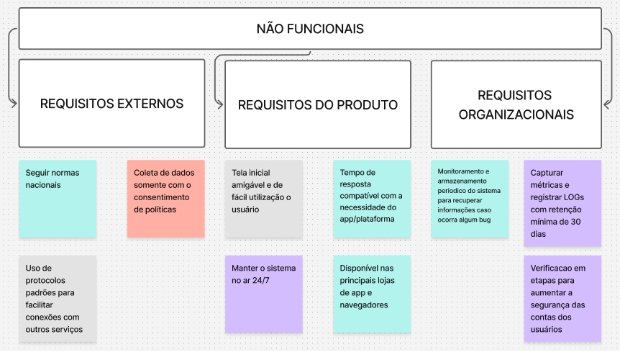 NÃO FUNCIONAIS
REQUISITOS EXTERNOS
REQUISITOS DO PRODUTO
REQUISITOS
ORGANIZACIONAIS
Seguir normas
nacionais
Coleta de dados
somente com o
consentimento
de políticas
Tela inicial
amigável e de
fácil utilização o
usuário
Tempo de
resposta
compatível com a
necessidade do
app/plataforma
Monitoramento e
armazenamento
periodico do sistema
para recuperar
informações caso
ocorra algum bug
Capturar
métricas e
registrar LOGs
com retenção
mínima de 30
dias
Uso de
protocolos
padrões para
facilitar
conexões com
outros serviços
Manter o sistema
no ar 24/7
Disponível nas
principais lojas
de app e
navegadores
Verificacao em
etapas para
aumentar a
segurança das
contas dos
usuários